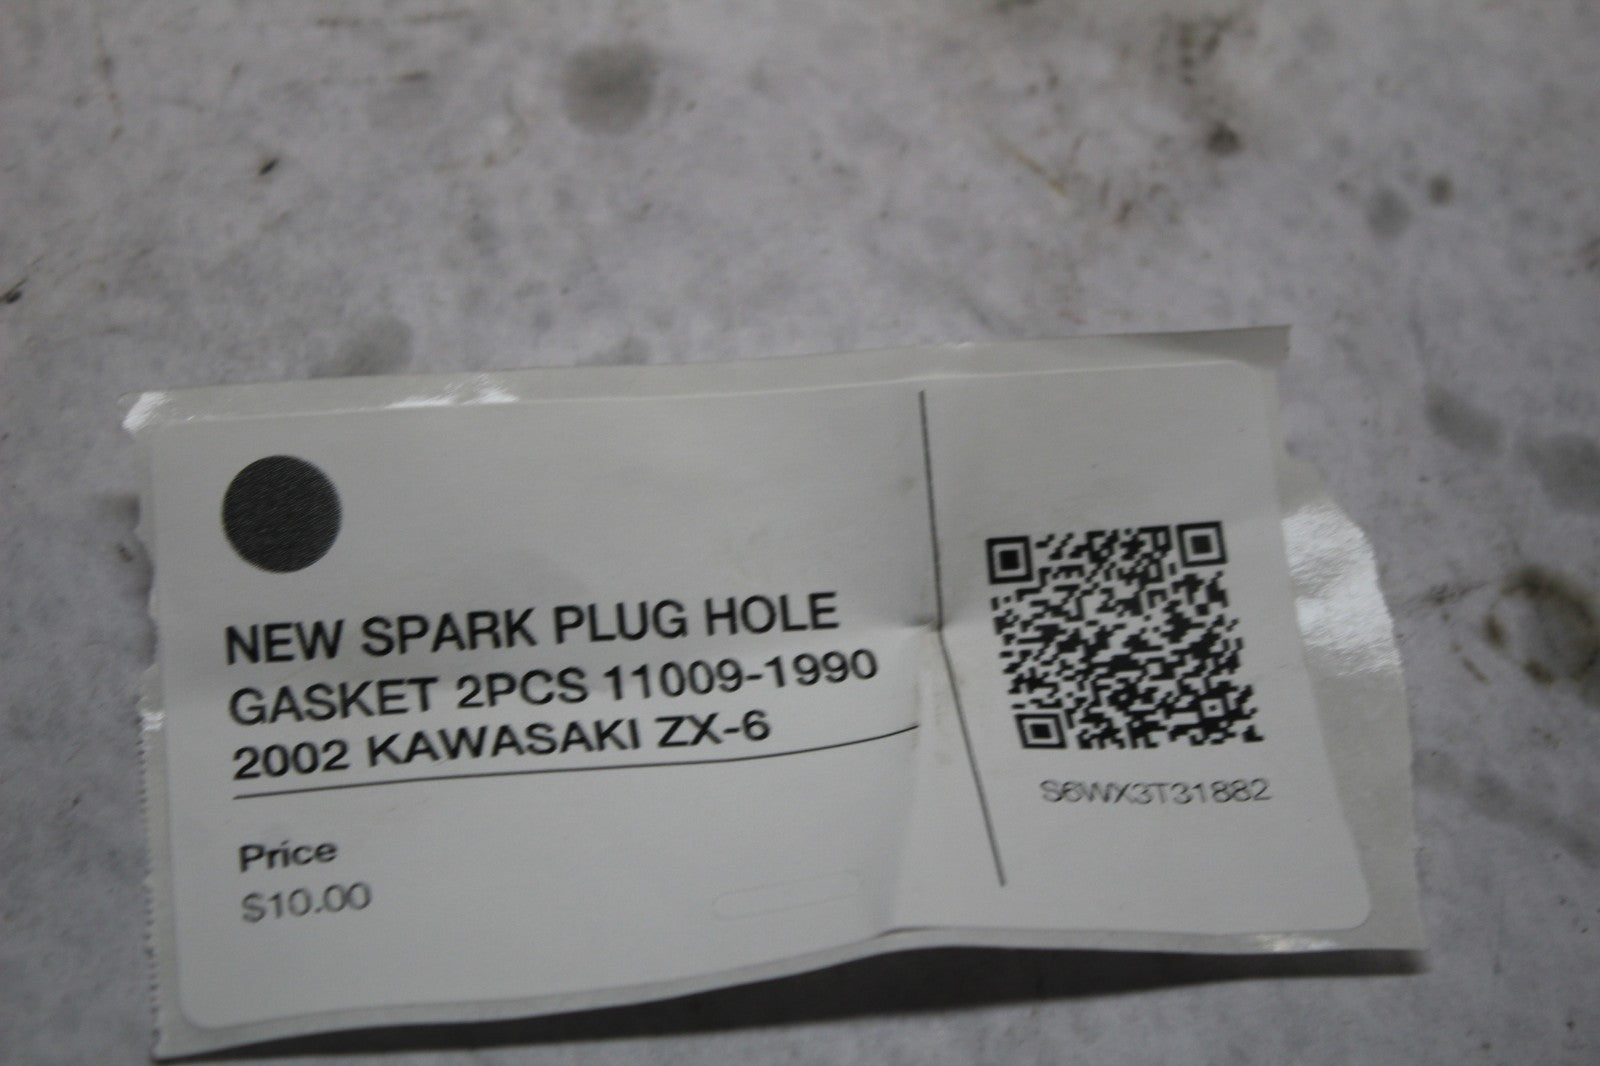 NEW SPARK PLUG HOLE
GASKET 2PCS 11009-1990
2002 KAWASAKI ZX-6
Price
$10.00
S6WX3T31882